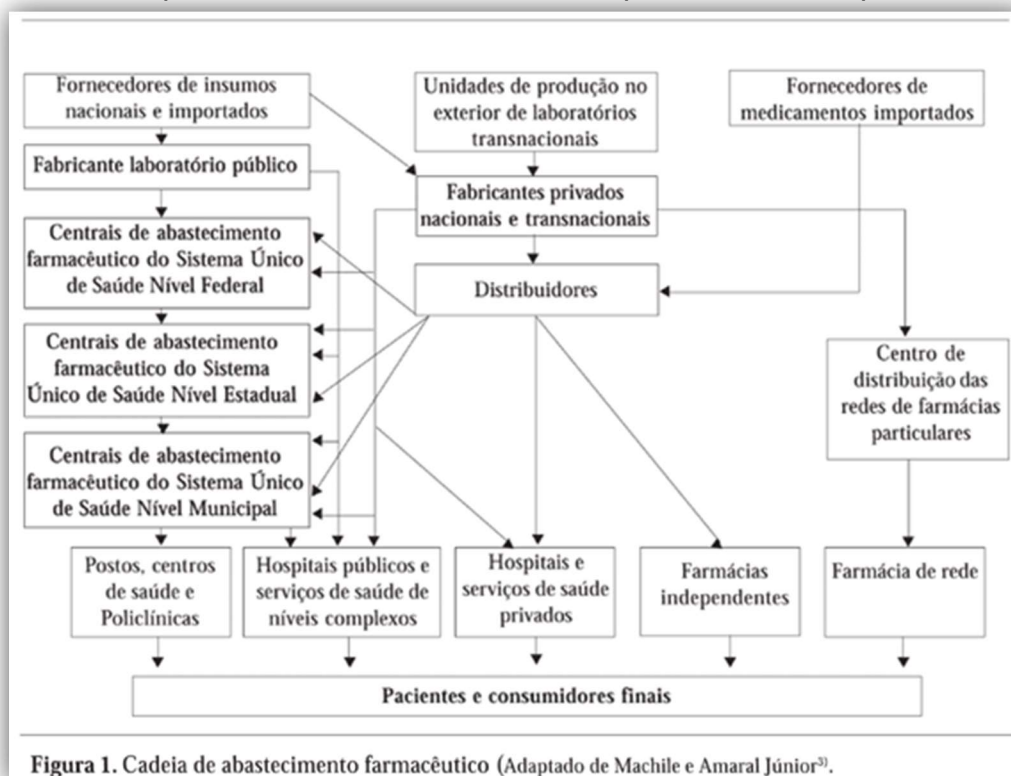 Fornecedores de insumos
nacionais e importados
Unidades de produção no
exterior de laboratórios
transnacionais
Fornecedores de
medicamentos importados
Fabricante laboratório público
Fabricantes privados
nacionais e transnacionais
Centrais de abastecimento
farmacêutico do Sistema Único
de Saúde Nível Federal
Distribuidores
Centrais de abastecimento
farmacêutico do Sistema
Único de Saúde Nível Estadual
Centro de
distribuição das
redes de farmácias
particulares
Centrais de abastecimento
farmacêutico do Sistema Único
de Saúde Nível Municipal
Postos, centros
de saúde e
Policlínicas
Hospitais públicos e
serviços de saúde de
níveis complexos
Hospitais e
serviços de saúde
privados
Farmácias
independentes
Farmácia de rede
Pacientes e consumidores finais
Figura 1. Cadeia de abastecimento farmacêutico (Adaptado de Machile e Amaral Júnior³⁾.